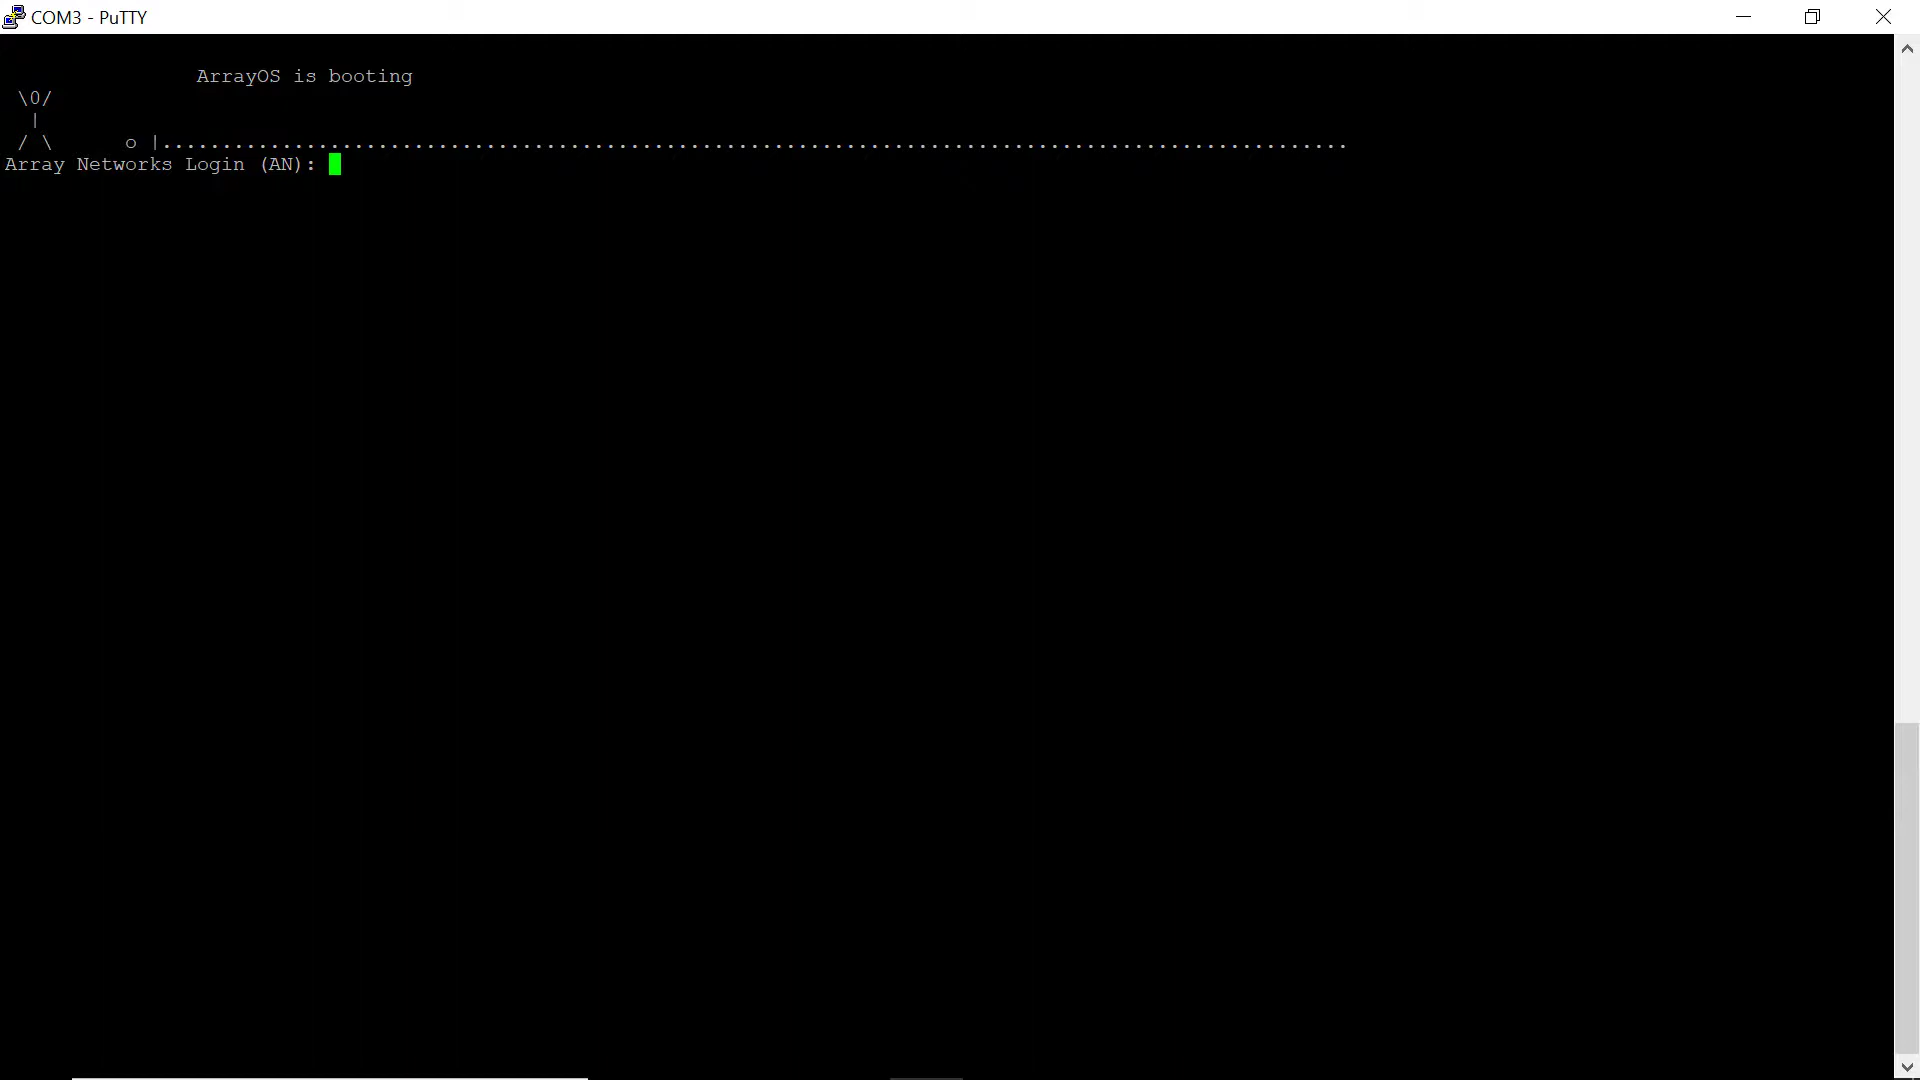 COM3 - PuTTY
ArrayOS is booting
\0/
|
/ \      o |...................................................................................................
Array Networks Login (AN):